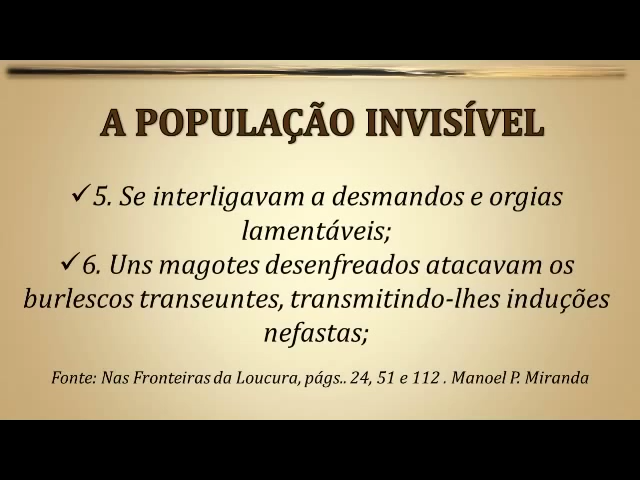 A POPULAÇÃO INVISÍVEL
✓5. Se interligavam a desmandos e orgias
lamentáveis;
✓6. Uns magotes desenfreados atacavam os
burlescos transeuntes, transmitindo-lhes induções
nefastas;
Fonte: Nas Fronteiras da Loucura, págs.. 24, 51 e 112 . Manoel P. Miranda